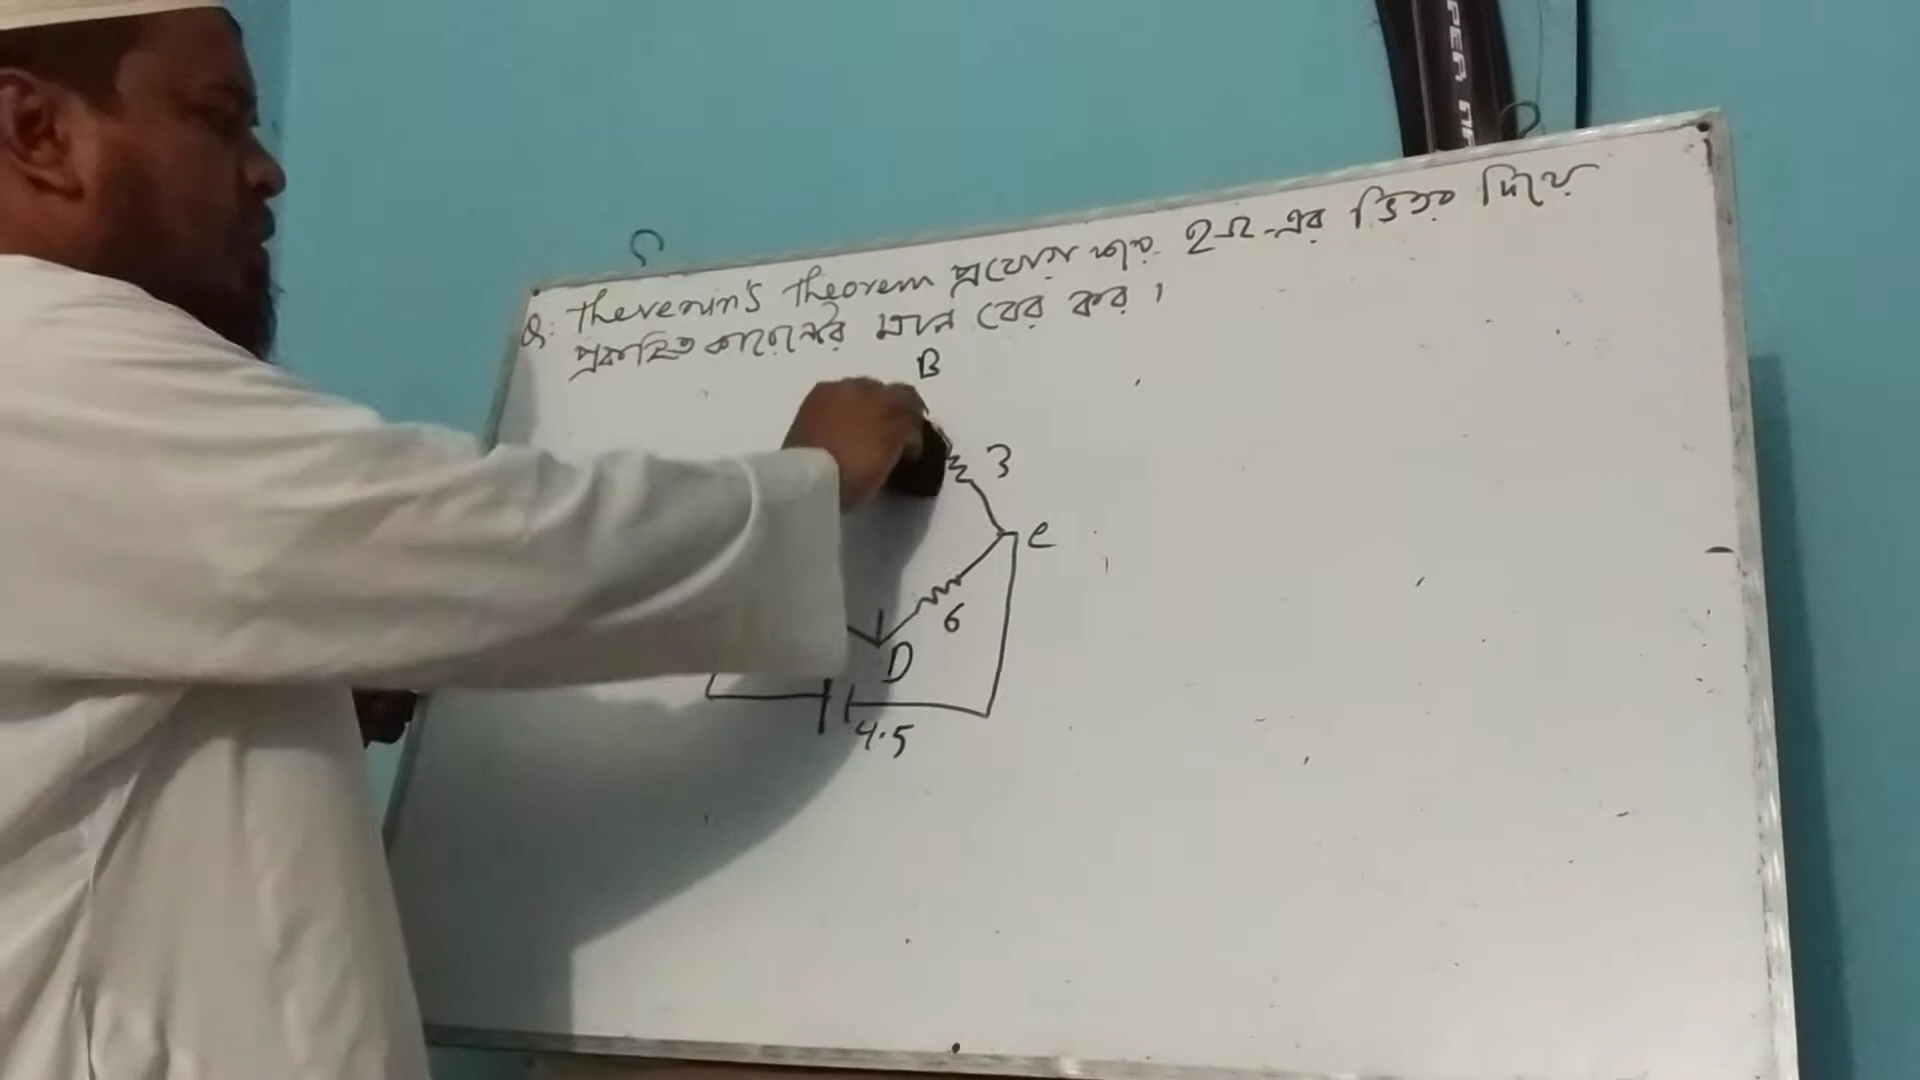 Q: Thevenin's Theorem প্রয়োগ করে 2Ω-এর ভিতর দিয়ে
প্রবাহিত কারেন্টের মান বের কর।
B
3
C
6
D
4.5